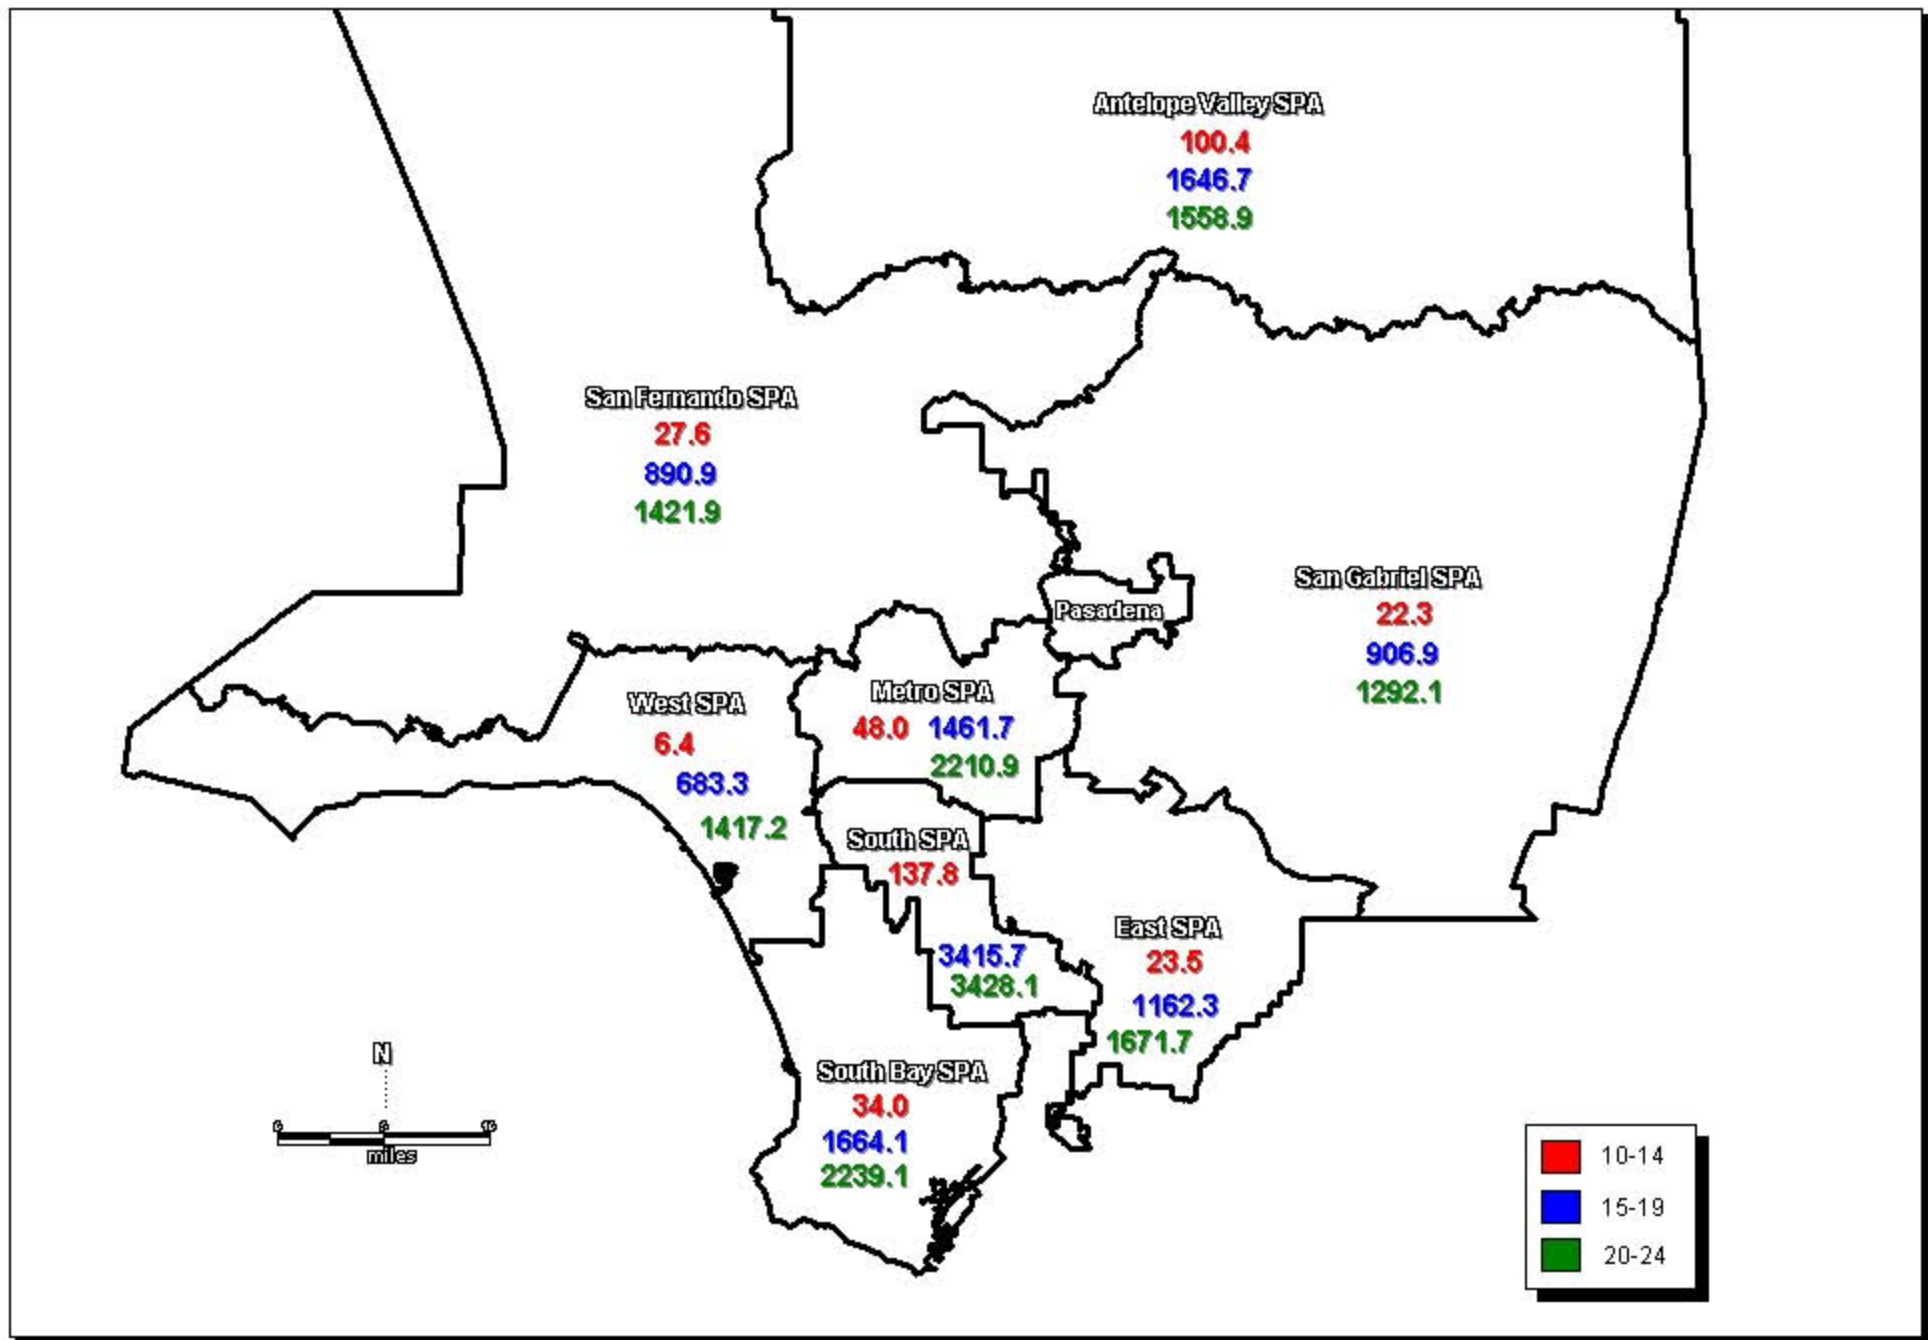 Antelope Valley SPA
100.4
1646.7
1558.9
San Fernando SPA
27.6
890.9
1421.9
San Gabriel SPA
22.3
906.9
1292.1
Pasadena
West SPA
6.4
683.3
1417.2
Metro SPA
48.0 1461.7
2210.9
South SPA
137.8
3415.7
3428.1
East SPA
23.5
1162.3
1671.7
South Bay SPA
34.0
1664.1
2239.1
N
miles
10-14
15-19
20-24